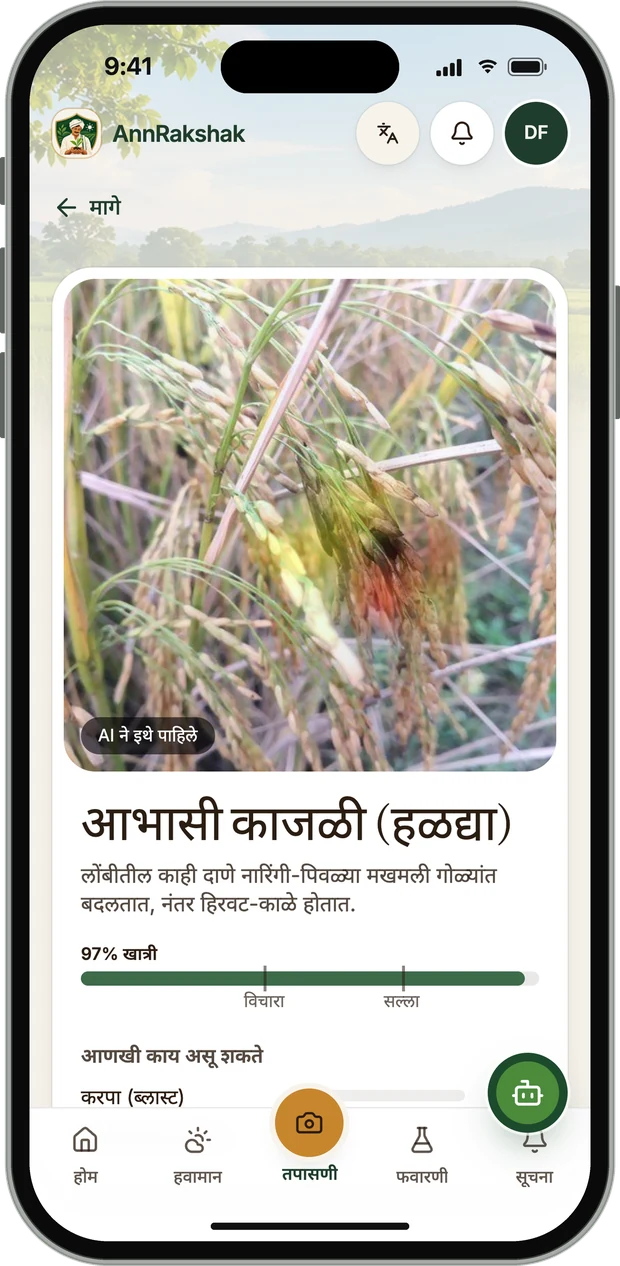 9:41
AnnRakshak
DF
मागे
AI ने इथे पाहिले
आभासी काजळी (हळद्या)
लोंबीतील काही दाणे नारिंगी-पिवळ्या मखमली गोळ्यांत
बदलतात, नंतर हिरवट-काळे होतात.
97% खात्री
विचारा
सल्ला
आणखी काय असू शकते
करपा (ब्लास्ट)
होम
हवामान
तपासणी
फवारणी
सूचना